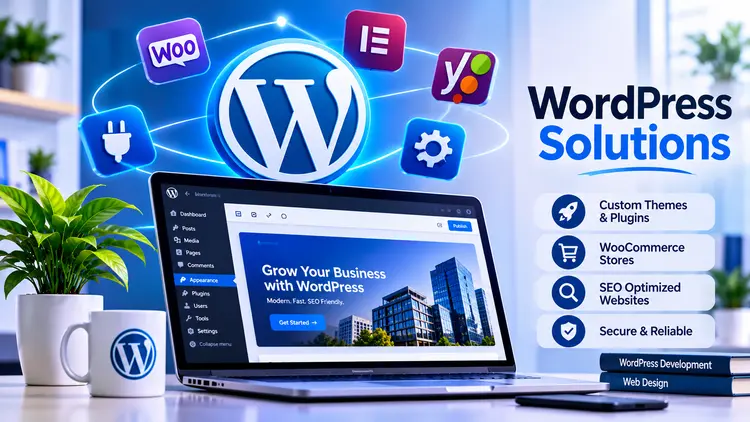 WOO
WordPress
Solutions
Custom Themes
& Plugins
WooCommerce
Stores
SEO Optimized
Websites
Secure & Reliable
Dashboard
Posts
Media
Pages
Comments
Appearance
Plugins
Users
Tools
Settings
Collapse menu
Publish
Grow Your Business
with WordPress
Modern. Fast. SEO Friendly.
Get Started →
WordPress Development
Web Design